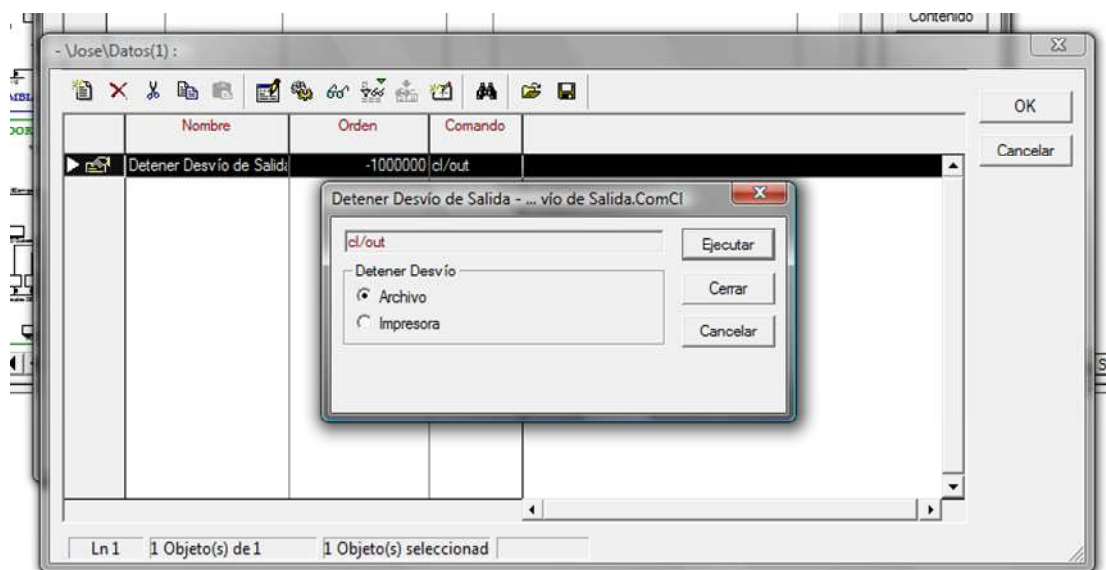 Contenido
- \Jose\Datos(1) :
OK
Cancelar
Nombre Orden Comando
Detener Desvío de Salida -1000000 cl/out
Detener Desvío de Salida - ... vío de Salida.ComCl
cl/out
Ejecutar
Detener Desvío
Archivo
Cerrar
Impresora
Cancelar
Ln 1 1 Objeto(s) de 1 1 Objeto(s) seleccionad